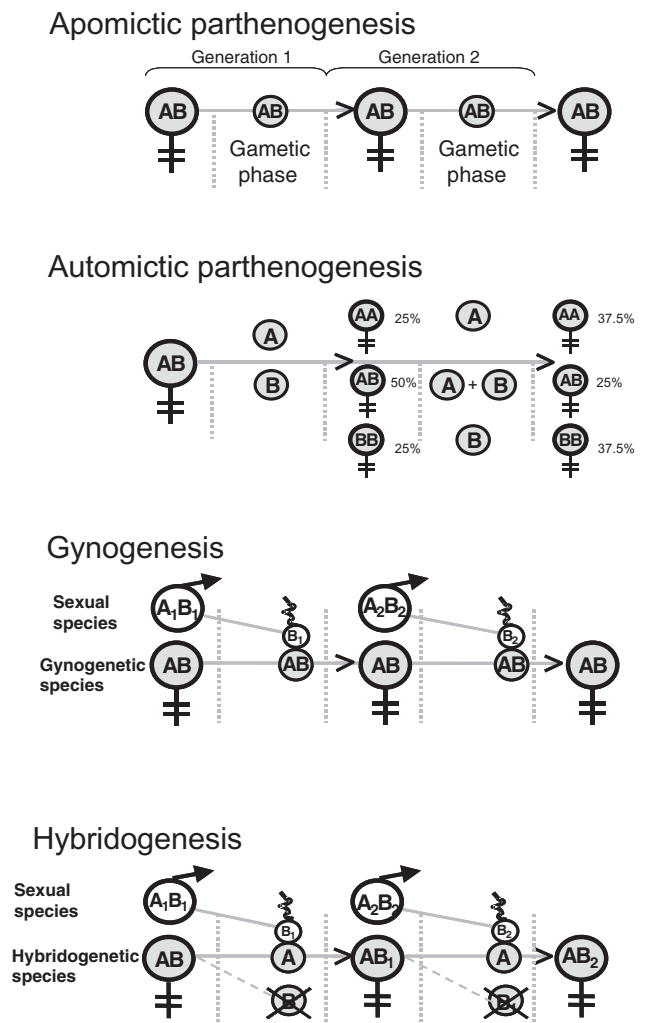 Apomictic parthenogenesis
Generation 1 Generation 2
AB AB AB AB AB
Gametic phase Gametic phase
Automictic parthenogenesis
AA 25% A AA 37.5%
A
AB
B
AB 50% A + B AB 25%
BB 25% B BB 37.5%
Gynogenesis
Sexual species
A1B1 A2B2
B1 B2
Gynogenetic species
AB AB AB AB AB
Hybridogenesis
Sexual species
A1B1 A2B2
B1 B2
Hybridogenetic species
AB A AB1 A AB2
B B1